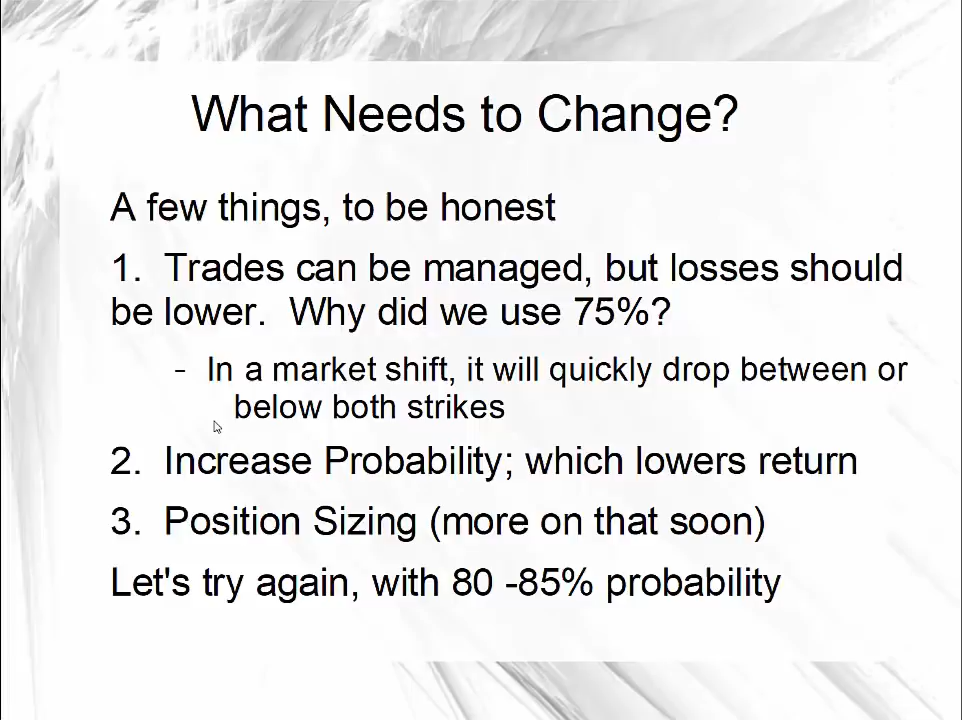 What Needs to Change?
A few things, to be honest
1. Trades can be managed, but losses should
be lower. Why did we use 75%?
- In a market shift, it will quickly drop between or
below both strikes
2. Increase Probability; which lowers return
3. Position Sizing (more on that soon)
Let's try again, with 80 -85% probability